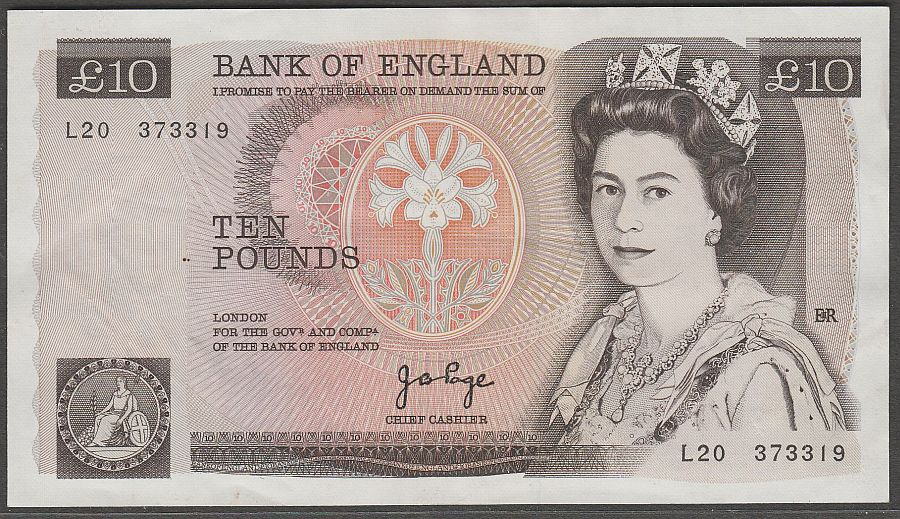 £10
BANK OF ENGLAND
£10
I PROMISE TO PAY THE BEARER ON DEMAND THE SUM OF
L20 373319
TEN
POUNDS
LONDON
FOR THE GOVR AND COMPA
OF THE BANK OF ENGLAND
ER
J B Page
CHIEF CASHIER
L20 373319